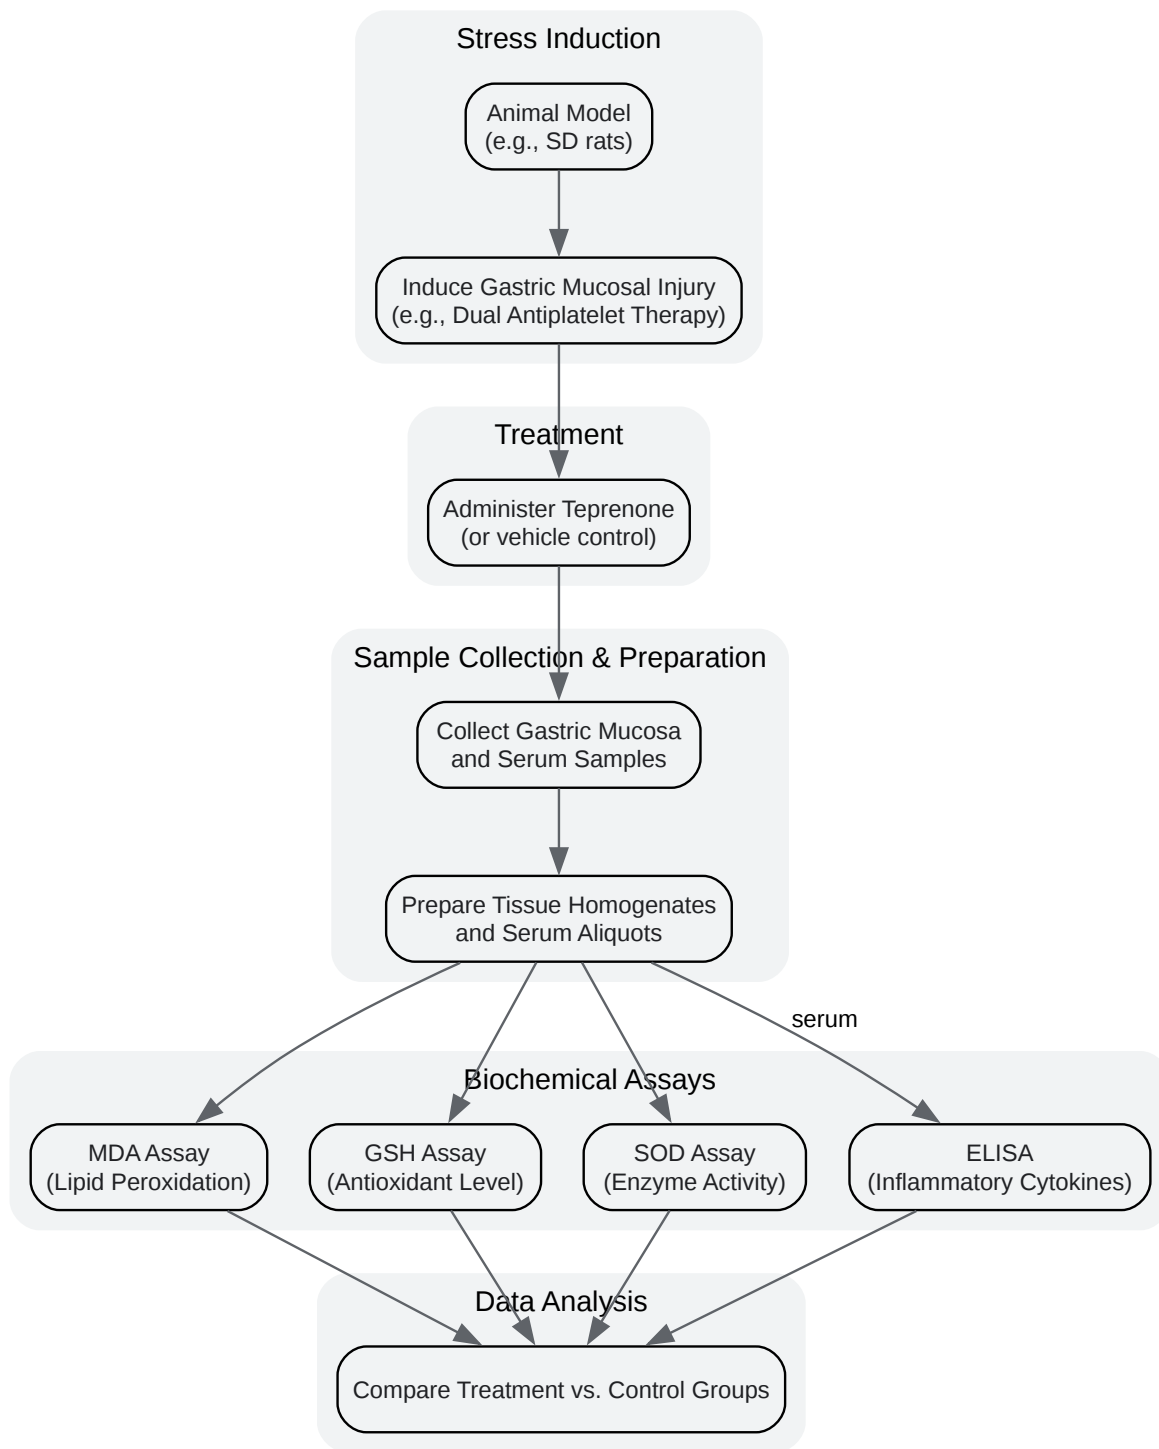 Stress Induction
Animal Model
(e.g., SD rats)
Induce Gastric Mucosal Injury
(e.g., Dual Antiplatelet Therapy)
Treatment
Administer Teprenone
(or vehicle control)
Sample Collection & Preparation
Collect Gastric Mucosa
and Serum Samples
Prepare Tissue Homogenates
and Serum Aliquots
serum
Biochemical Assays
MDA Assay
(Lipid Peroxidation)
GSH Assay
(Antioxidant Level)
SOD Assay
(Enzyme Activity)
ELISA
(Inflammatory Cytokines)
Data Analysis
Compare Treatment vs. Control Groups